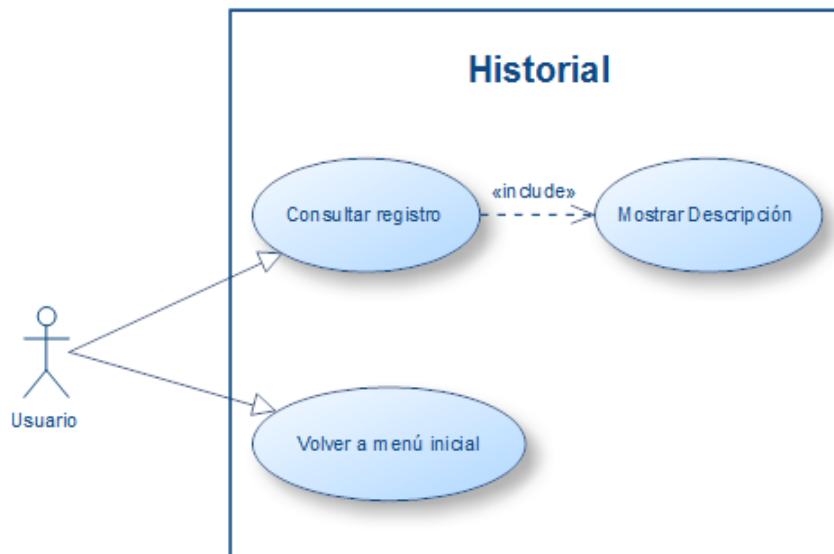 Historial
Consultar registro
«include»
Mostrar Descripción
Usuario
Volver a menú inicial